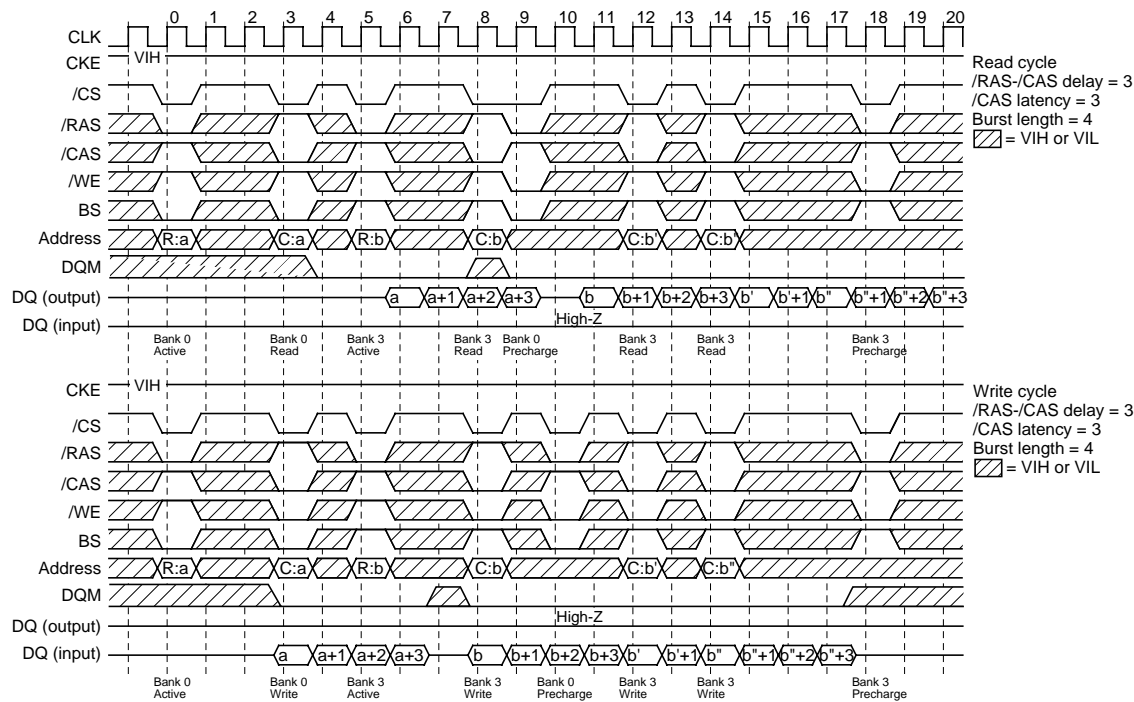 0 1 2 3 4 5 6 7 8 9 10 11 12 13 14 15 16 17 18 19 20
CLK
CKE VIH
/CS
/RAS
/CAS
/WE
BS
Address R:a C:a R:b C:b C:b' C:b"
DQM
DQ (output) a a+1 a+2 a+3 b b+1 b+2 b+3 b' b'+1 b" b"+1 b"+2 b"+3
DQ (input) High-Z
Bank 0 Active
Bank 0 Read
Bank 3 Active
Bank 3 Read
Bank 0 Precharge
Bank 3 Read
Bank 3 Read
Bank 3 Precharge
Read cycle
/RAS-/CAS delay = 3
/CAS latency = 3
Burst length = 4
= VIH or VIL
CKE VIH
/CS
/RAS
/CAS
/WE
BS
Address R:a C:a R:b C:b C:b' C:b"
DQM
DQ (output) High-Z
DQ (input) a a+1 a+2 a+3 b b+1 b+2 b+3 b' b'+1 b" b"+1 b"+2 b"+3
Bank 0 Active
Bank 0 Write
Bank 3 Active
Bank 3 Write
Bank 0 Precharge
Bank 3 Write
Bank 3 Write
Bank 3 Precharge
Write cycle
/RAS-/CAS delay = 3
/CAS latency = 3
Burst length = 4
= VIH or VIL